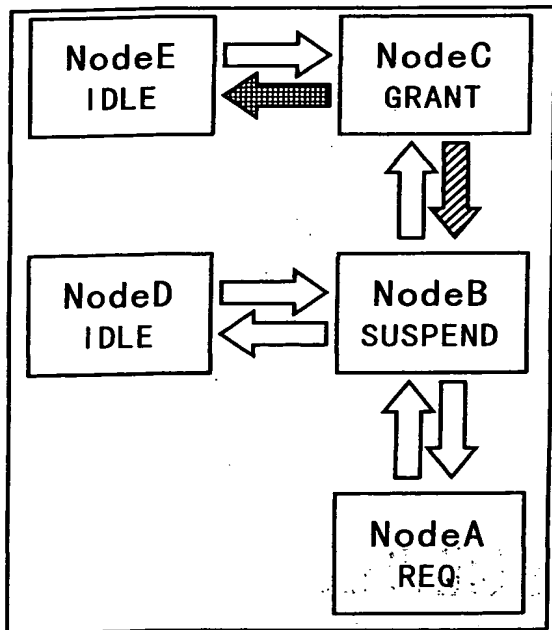 NodeE
IDLE
NodeC
GRANT
NodeD
IDLE
NodeB
SUSPEND
NodeA
REQ